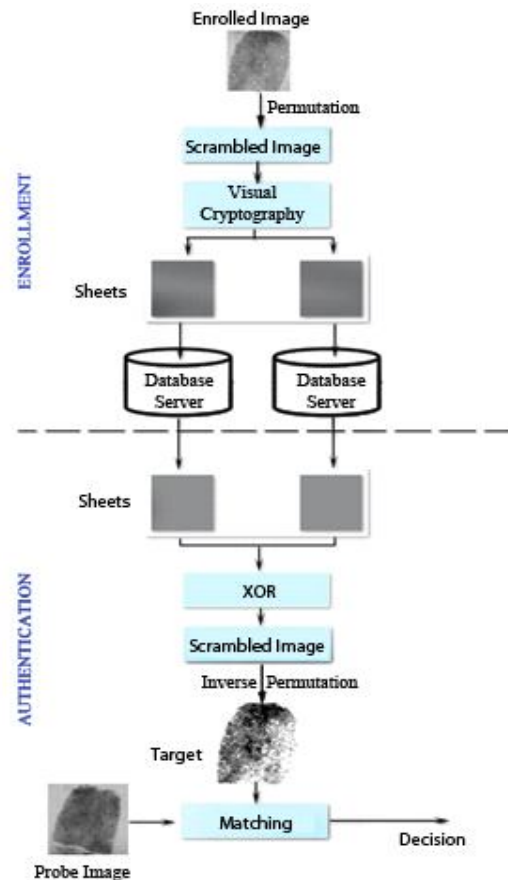 Enrolled Image
Permutation
Scrambled Image
Visual
Cryptography
ENROLLMENT
Sheets
Database
Server
Database
Server
Sheets
XOR
Scrambled Image
Inverse Permutation
AUTHENTICATION
Target
Matching
Decision
Probe Image